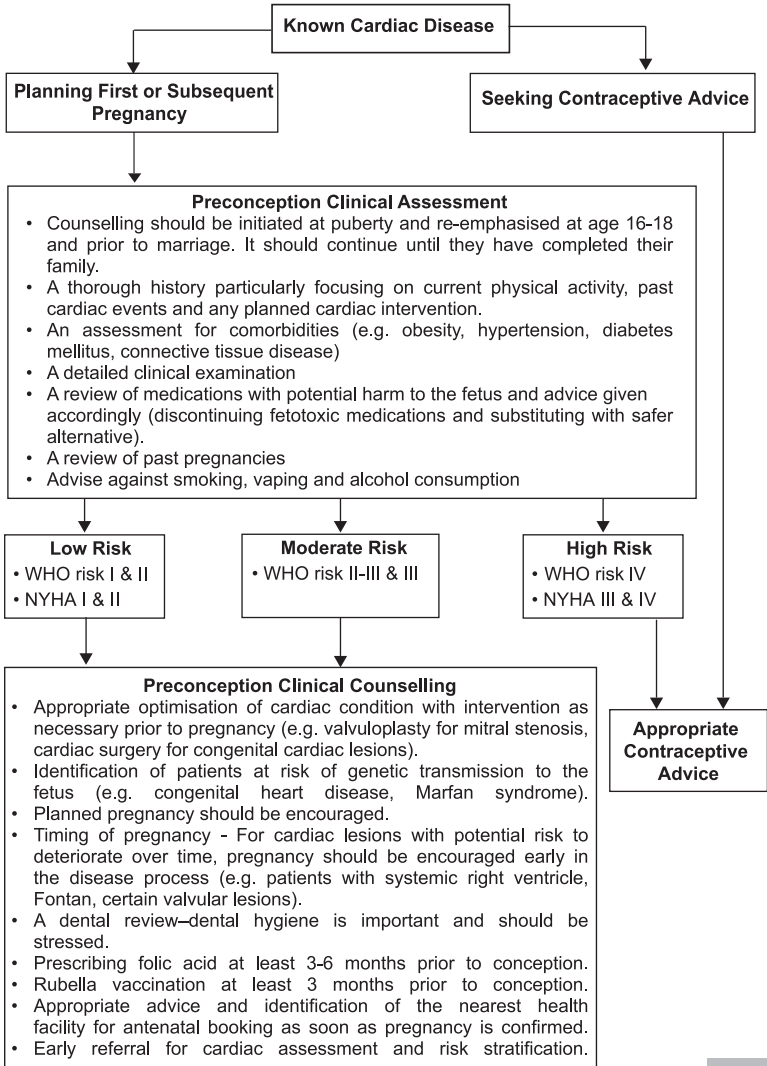 Known Cardiac Disease
Planning First or Subsequent
Pregnancy
Seeking Contraceptive Advice
Preconception Clinical Assessment
• Counselling should be initiated at puberty and re-emphasised at age 16-18
and prior to marriage. It should continue until they have completed their
family.
• A thorough history particularly focusing on current physical activity, past
cardiac events and any planned cardiac intervention.
• An assessment for comorbidities (e.g. obesity, hypertension, diabetes
mellitus, connective tissue disease)
• A detailed clinical examination
• A review of medications with potential harm to the fetus and advice given
accordingly (discontinuing fetotoxic medications and substituting with safer
alternative).
• A review of past pregnancies
• Advise against smoking, vaping and alcohol consumption
Low Risk
• WHO risk I & II
• NYHA I & II
Moderate Risk
• WHO risk II-III & III
High Risk
• WHO risk IV
• NYHA III & IV
Preconception Clinical Counselling
• Appropriate optimisation of cardiac condition with intervention as
necessary prior to pregnancy (e.g. valvuloplasty for mitral stenosis,
cardiac surgery for congenital cardiac lesions).
• Identification of patients at risk of genetic transmission to the
fetus (e.g. congenital heart disease, Marfan syndrome).
• Planned pregnancy should be encouraged.
• Timing of pregnancy - For cardiac lesions with potential risk to
deteriorate over time, pregnancy should be encouraged early in
the disease process (e.g. patients with systemic right ventricle,
Fontan, certain valvular lesions).
• A dental review–dental hygiene is important and should be
stressed.
• Prescribing folic acid at least 3-6 months prior to conception.
• Rubella vaccination at least 3 months prior to conception.
• Appropriate advice and identification of the nearest health
facility for antenatal booking as soon as pregnancy is confirmed.
• Early referral for cardiac assessment and risk stratification.
Appropriate
Contraceptive
Advice